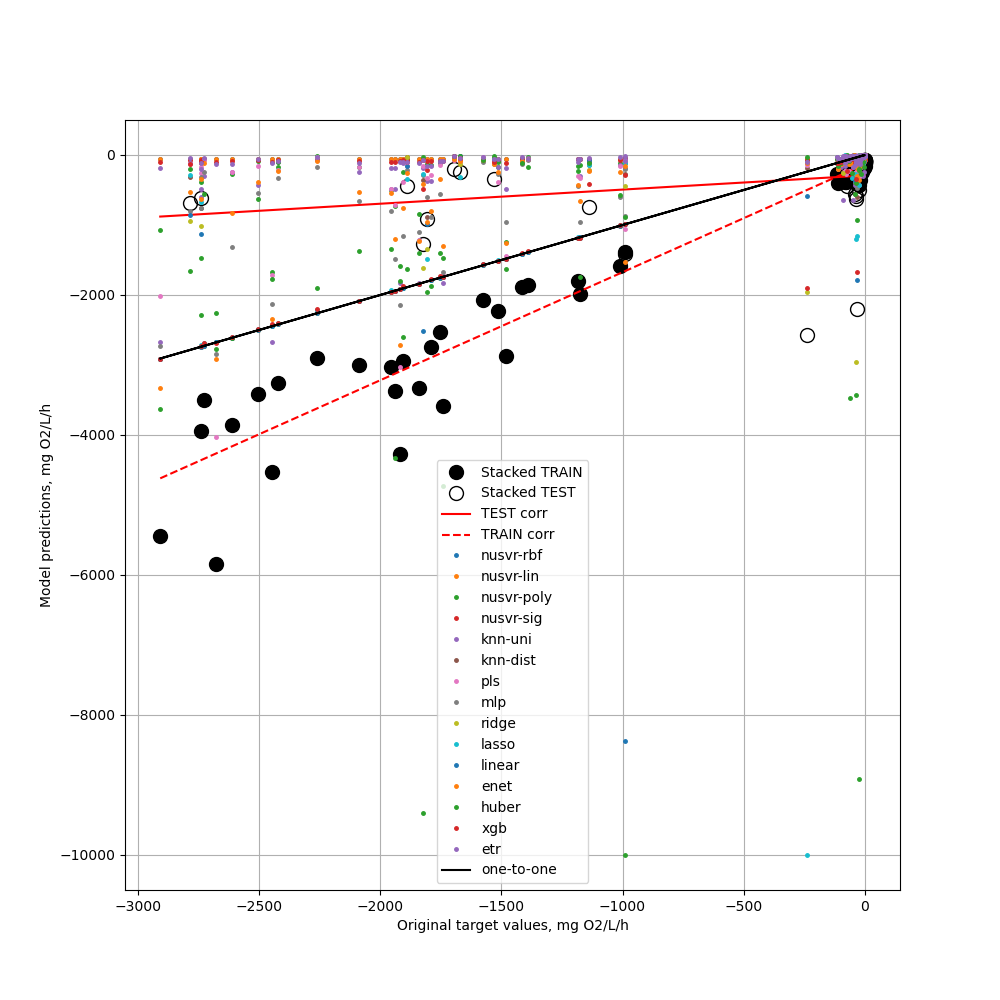 0
−2000
−4000
−6000
−8000
−10000
Model predictions, mg O2/L/h
−3000
−2500
−2000
−1500
−1000
−500
0
Original target values, mg O2/L/h
Stacked TRAIN
Stacked TEST
TEST corr
TRAIN corr
nusvr-rbf
nusvr-lin
nusvr-poly
nusvr-sig
knn-uni
knn-dist
pls
mlp
ridge
lasso
linear
enet
huber
xgb
etr
one-to-one